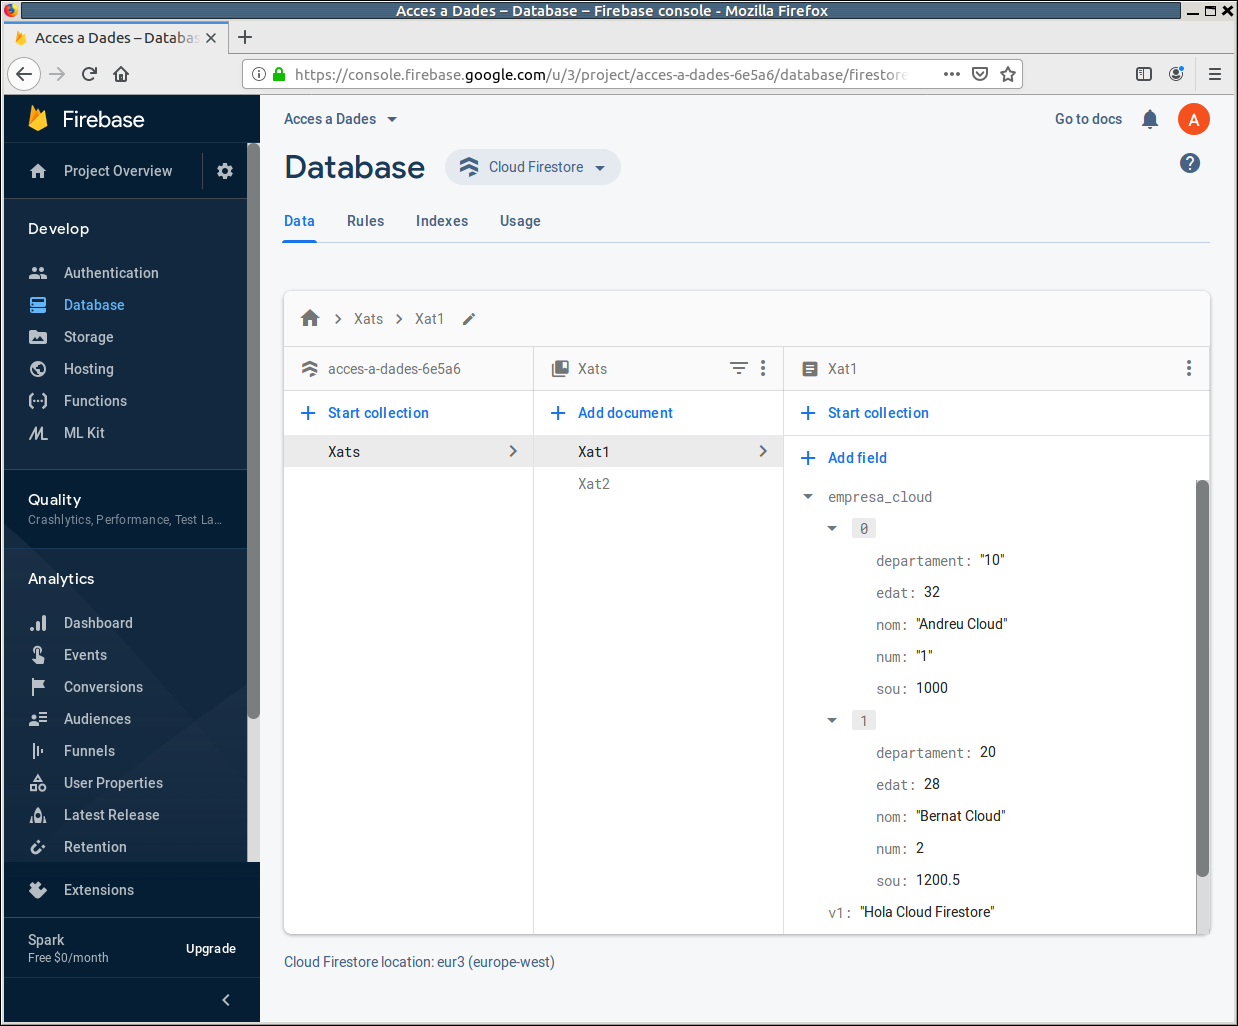 Acces a Dades – Database – Firebase console - Mozilla Firefox
Acces a Dades – Databas
https://console.firebase.google.com/u/3/project/acces-a-dades-6e5a6/database/firestore
Firebase
Project Overview
Develop
Authentication
Database
Storage
Hosting
Functions
ML Kit
Quality
Crashlytics, Performance, Test La...
Analytics
Dashboard
Events
Conversions
Audiences
Funnels
User Properties
Latest Release
Retention
Extensions
Spark
Free $0/month
Upgrade
Acces a Dades
Go to docs
A
Database
Cloud Firestore
Data Rules Indexes Usage
Xats Xat1
acces-a-dades-6e5a6
Start collection
Xats
Xats
Add document
Xat1
Xat2
Xat1
Start collection
Add field
empresa_cloud
0
departament: "10"
edat: 32
nom: "Andreu Cloud"
num: "1"
sou: 1000
1
departament: 20
edat: 28
nom: "Bernat Cloud"
num: 2
sou: 1200.5
v1: "Hola Cloud Firestore"
Cloud Firestore location: eur3 (europe-west)